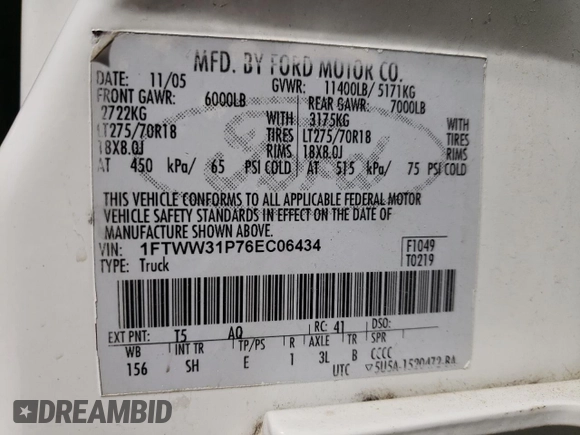 MFD. BY FORD MOTOR CO.
DATE: 11/05 GVWR: 11400LB/ 5171KG
FRONT GAWR: 6000LB REAR GAWR: 7000LB
2722KG WITH 3175KG WITH
LT275/70R18 TIRES LT275/70R18 TIRES
18X8.0J RIMS 18X8.0J RIMS
AT 450 kPa/ 65 PSI COLD AT 515 kPa/ 75 PSI COLD
THIS VEHICLE CONFORMS TO ALL APPLICABLE FEDERAL MOTOR
VEHICLE SAFETY STANDARDS IN EFFECT ON THE DATE OF
MANUFACTURE SHOWN ABOVE.
VIN: 1FTWW31P76EC06434 F1049
TYPE: Truck T0219
EXT PNT: T5 AQ RC: 41 DSO:
WB INT TR TP/PS R AXLE TR SPR
156 SH E 1 3L B CCCC
UTC ▽5U5A-1520472-BA
Ford
DREAMBID